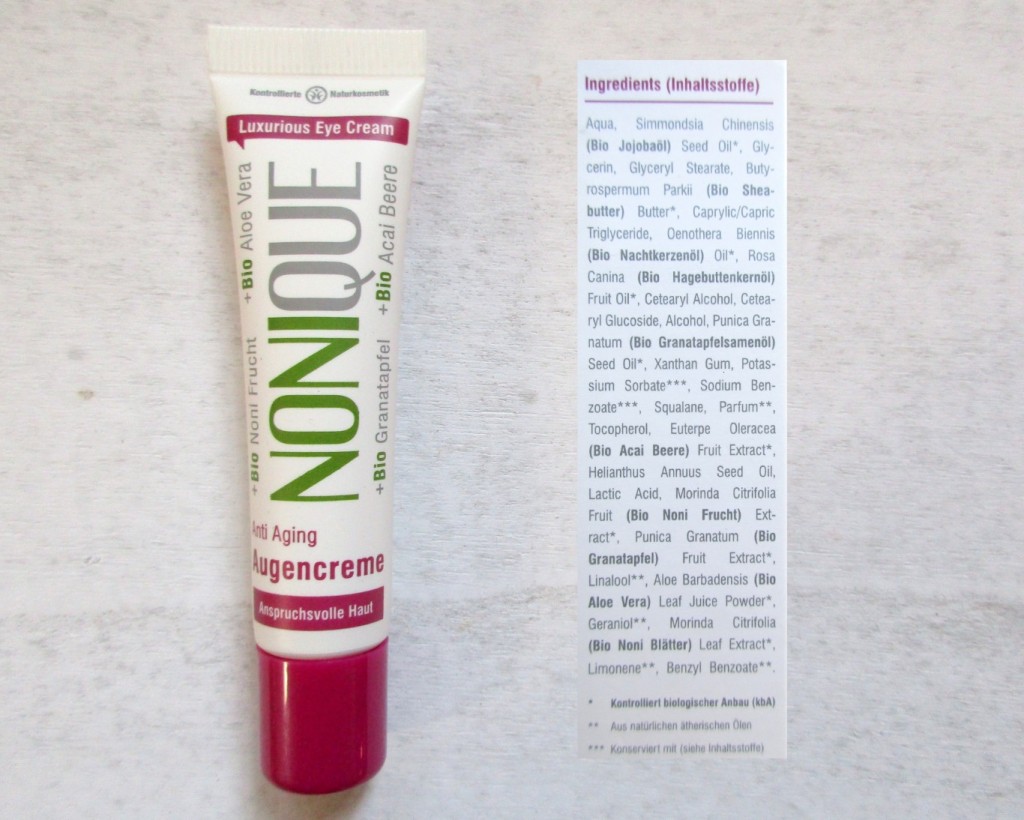 Kontrollierte Naturkosmetik
Luxurious Eye Cream
NONIQUE
+Bio Noni Frucht +Bio Aloe Vera
+Bio Granatapfel +Bio Acai Beere
Anti Aging
Augencreme
Anspruchsvolle Haut
Ingredients (Inhaltsstoffe)
Aqua, Simmondsia Chinensis
(Bio Jojobaöl) Seed Oil*, Gly-
cerin, Glyceryl Stearate, Buty-
rospermum Parkii (Bio Shea-
butter) Butter*, Caprylic/Capric
Triglyceride, Oenothera Biennis
(Bio Nachtkerzenöl) Oil*, Rosa
Canina (Bio Hagebuttenkernöl)
Fruit Oil*, Cetearyl Alcohol, Cetea-
ryl Glucoside, Alcohol, Punica Gra-
natum (Bio Granatapfelsamenöl)
Seed Oil*, Xanthan Gum, Potas-
sium Sorbate***, Sodium Ben-
zoate***, Squalane, Parfum**,
Tocopherol, Euterpe Oleracea
(Bio Acai Beere) Fruit Extract*,
Helianthus Annuus Seed Oil,
Lactic Acid, Morinda Citrifolia
Fruit (Bio Noni Frucht) Ext-
ract*, Punica Granatum (Bio
Granatapfel) Fruit Extract*,
Linalool**, Aloe Barbadensis (Bio
Aloe Vera) Leaf Juice Powder*,
Geraniol**, Morinda Citrifolia
(Bio Noni Blätter) Leaf Extract*,
Limonene**, Benzyl Benzoate**.
* Kontrolliert biologischer Anbau (kbA)
** Aus natürlichen ätherischen Ölen
*** Konserviert mit (siehe Inhaltsstoffe)